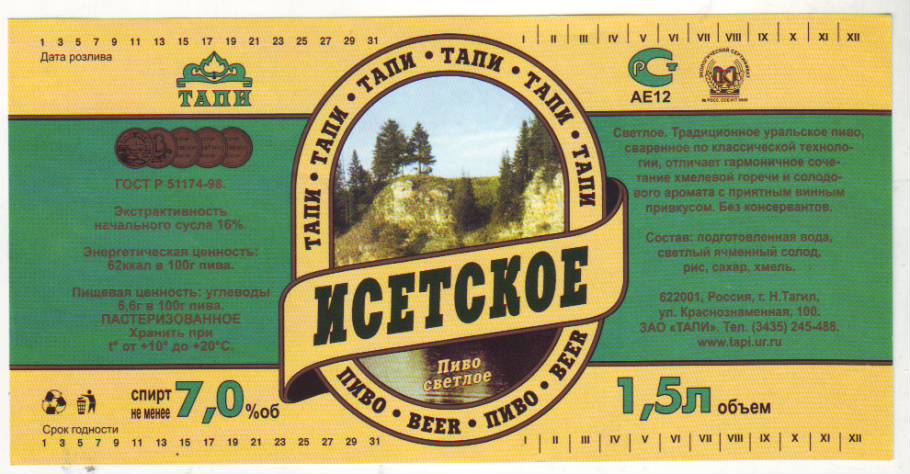 1 3 5 7 9 11 13 15 17 19 21 23 25 27 29 31
I II III IV V VI VII VIII IX X XI XII
Дата розлива
ТАПИ
ТАПИ • ТАПИ • ТАПИ • ТАПИ • ТАПИ • ТАПИ
АЕ12
ЭКОЛОГИЧЕСКИЙ СЕРТИФИКАТ
ГОСТ Р 51174-98.
Экстрактивность
начального сусла 16%.
Энергетическая ценность:
62ккал в 100г пива.
Пищевая ценность: углеводы
6,6г в 100г пива.
ПАСТЕРИЗОВАННОЕ
Хранить при
t° от +10° до +20°С.
ИСЕТСКОЕ
Пиво
светлое
ПИВО • BEER • ПИВО • BEER
Светлое. Традиционное уральское пиво,
сваренное по классической техноло-
гии, отличает гармоничное соче-
тание хмелевой горечи и солодо-
вого аромата с приятным винным
привкусом. Без консервантов.
Состав: подготовленная вода,
светлый ячменный солод,
рис, сахар, хмель.
622001, Россия, г. Н.Тагил,
ул. Краснознаменная, 100.
ЗАО «ТАПИ». Тел. (3435) 245-488.
www.tapi.ur.ru
спирт
не менее 7,0 %об
1,5л объем
Срок годности
1 3 5 7 9 11 13 15 17 19 21 23 25 27 29 31
I II III IV V VI VII VIII IX X XI XII